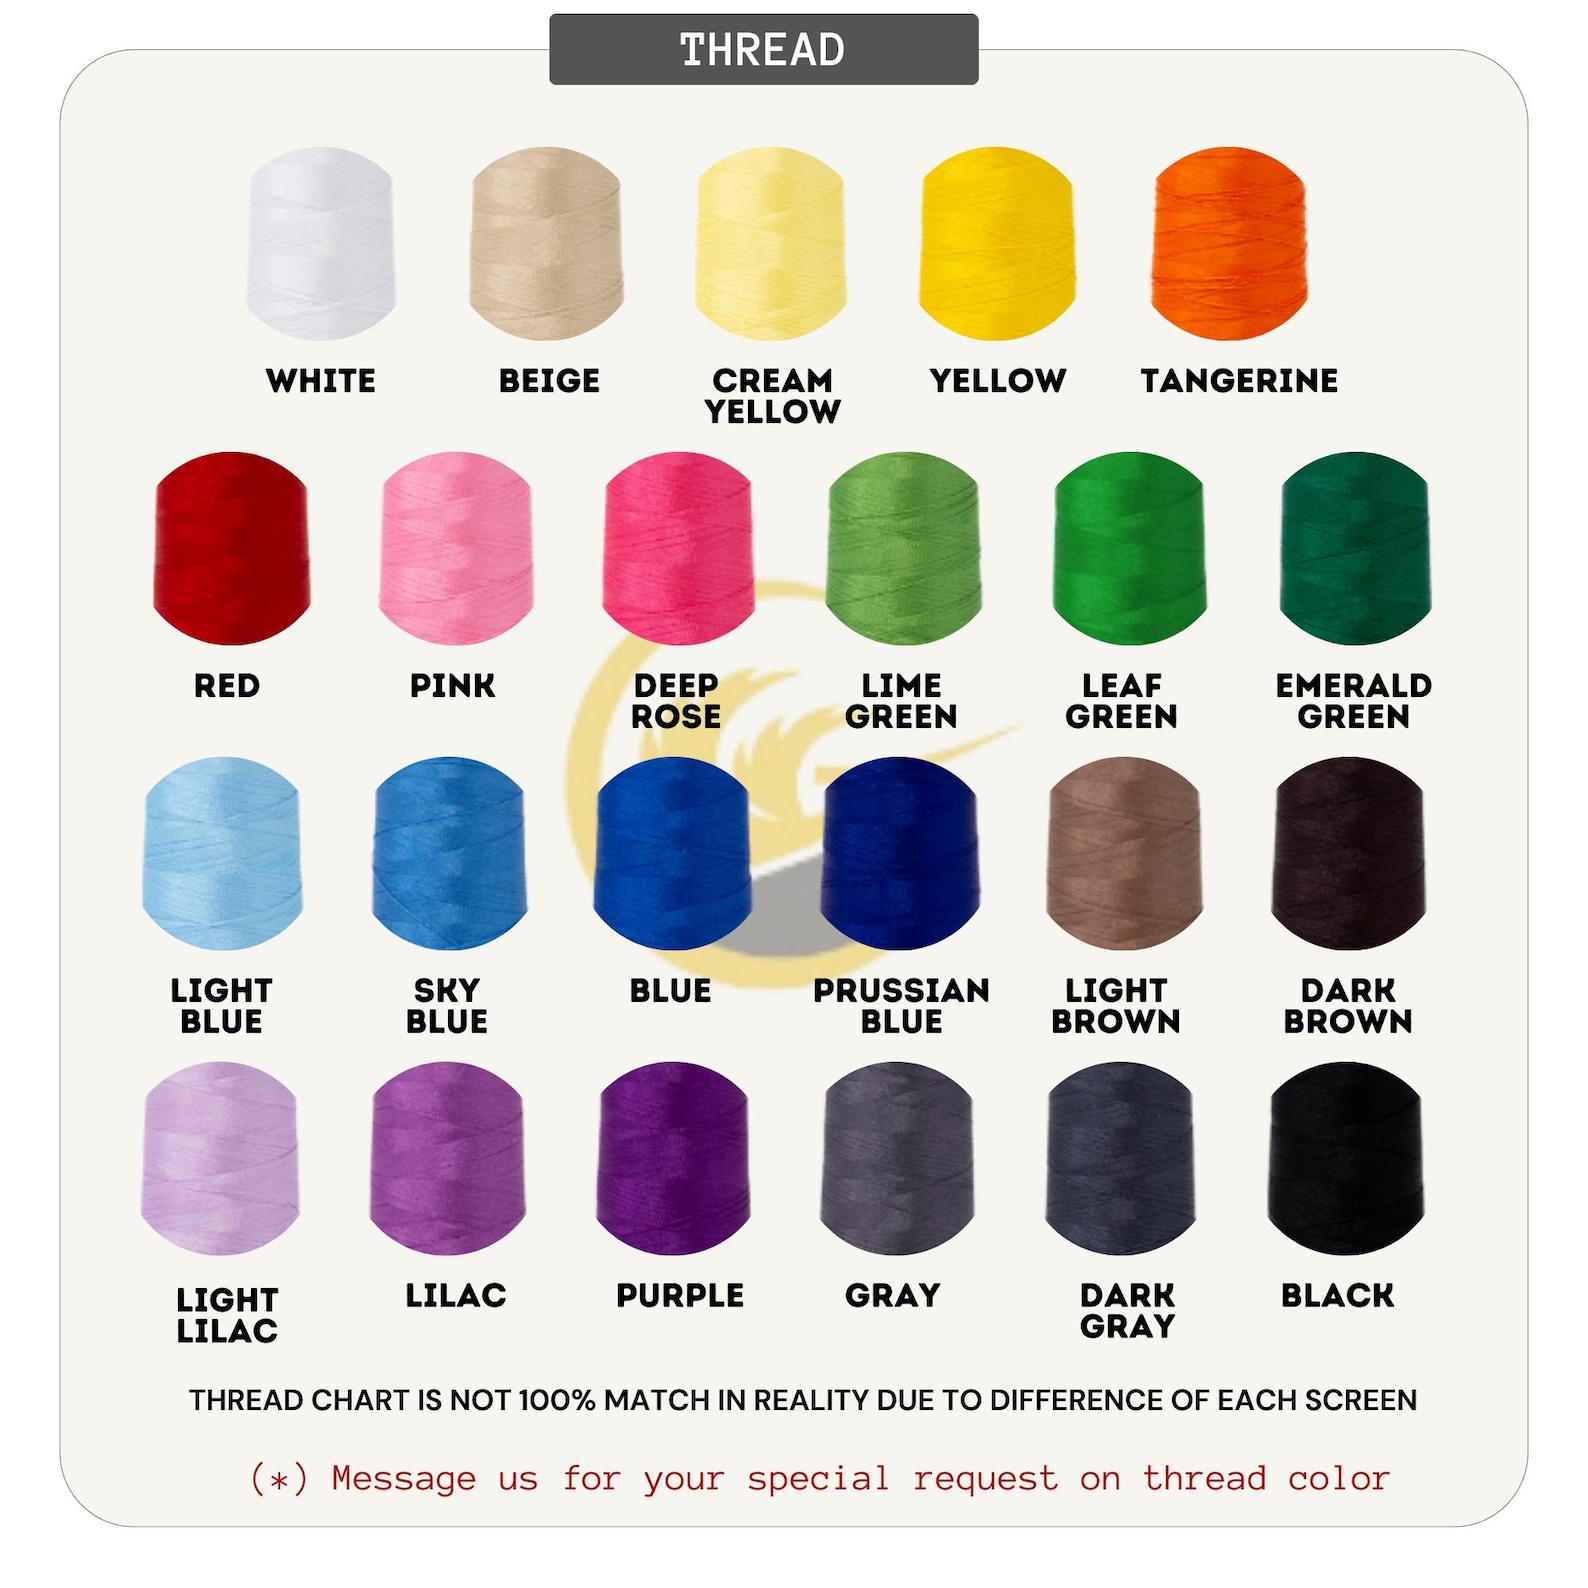 THREAD
WHITE
BEIGE
CREAM
YELLOW
YELLOW
TANGERINE
RED
PINK
DEEP
ROSE
LIME
GREEN
LEAF
GREEN
EMERALD
GREEN
LIGHT
BLUE
SKY
BLUE
BLUE
PRUSSIAN
BLUE
LIGHT
BROWN
DARK
BROWN
LIGHT
LILAC
LILAC
PURPLE
GRAY
DARK
GRAY
BLACK
THREAD CHART IS NOT 100% MATCH IN REALITY DUE TO DIFFERENCE OF EACH SCREEN
(*) Message us for your special request on thread color